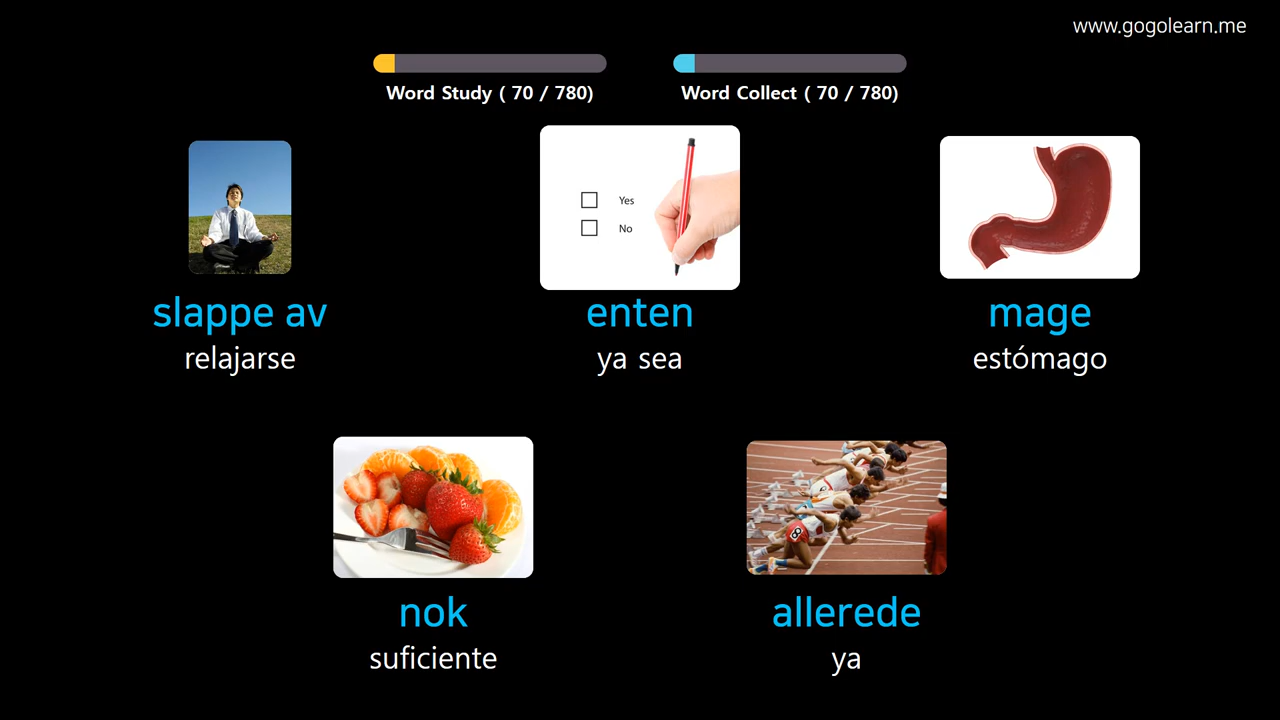 www.gogolearn.me
Word Study ( 70 / 780)
Word Collect ( 70 / 780)
Yes
No
slappe av
relajarse
enten
ya sea
mage
estómago
nok
suficiente
allerede
ya